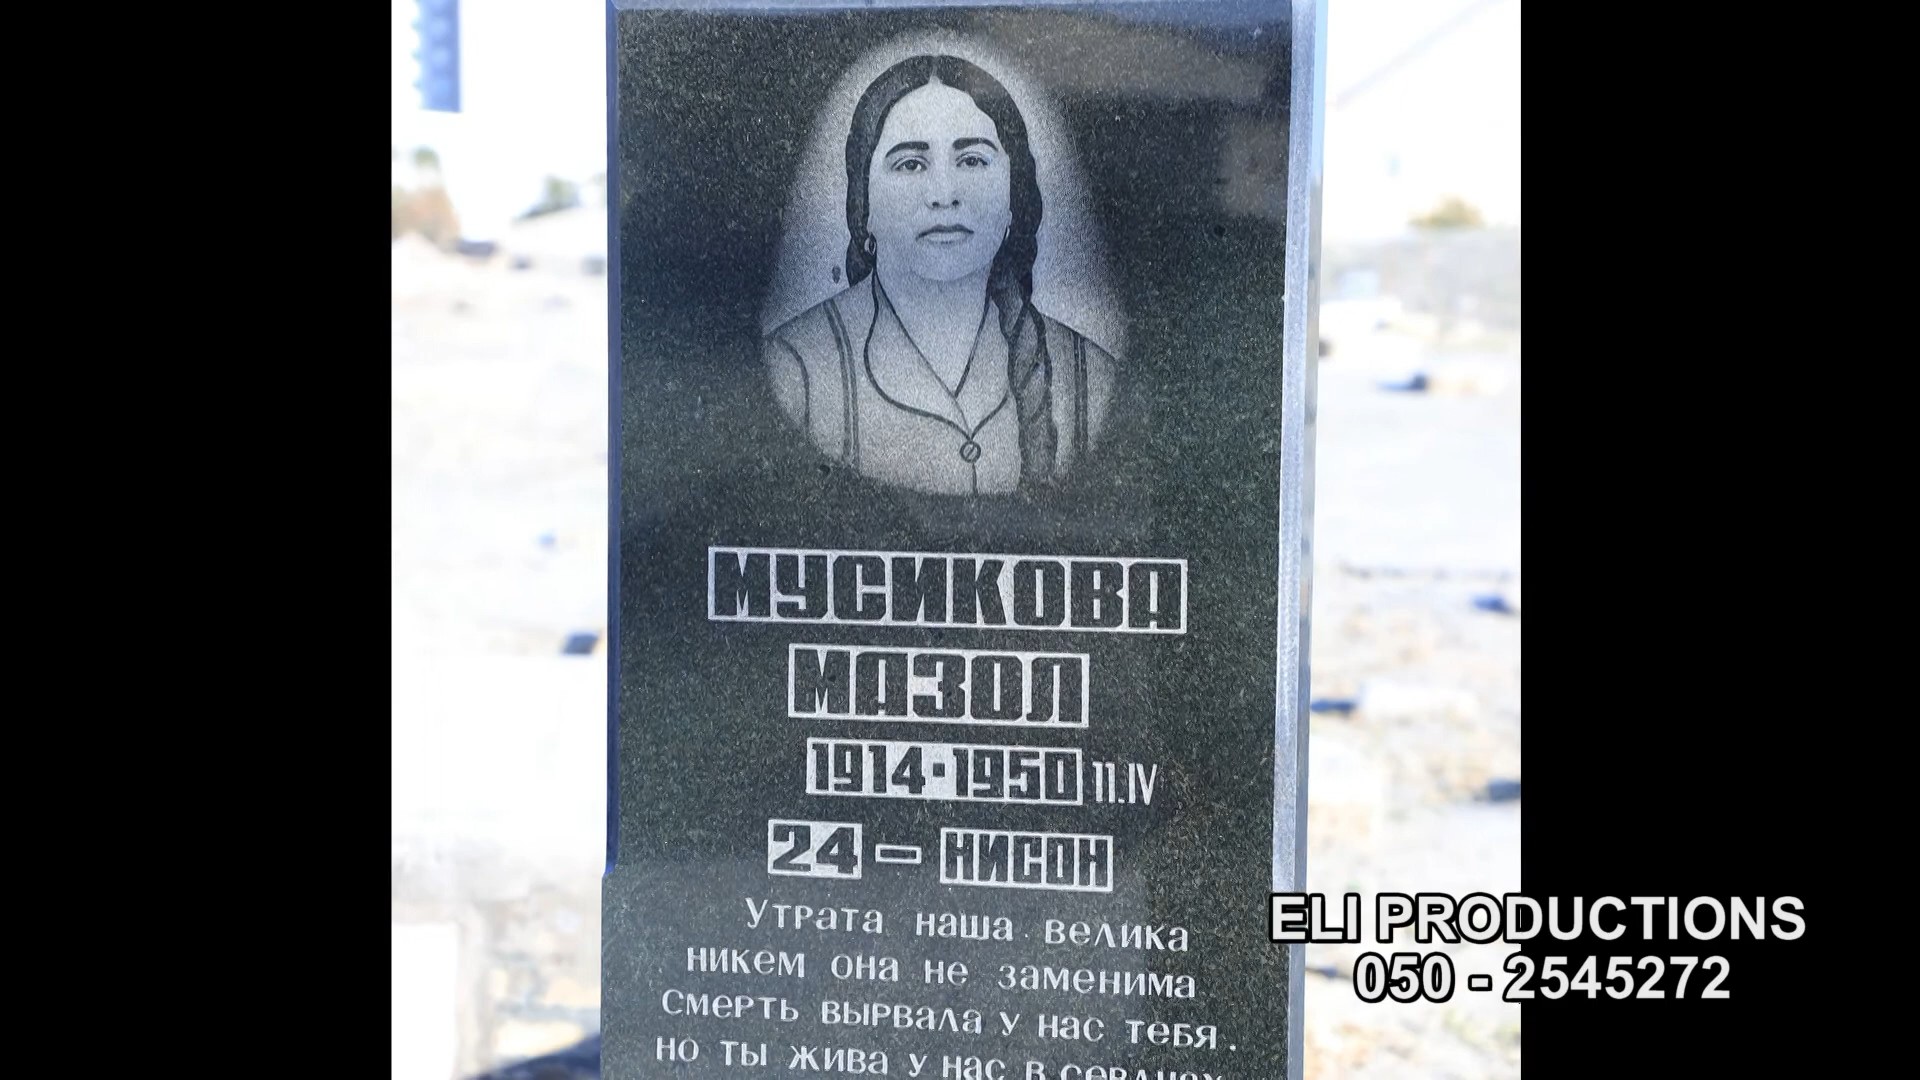 МУСИКОВА
МАЗОЛ
1914·1950 11.IV
24 – НИСОН
Утрата наша велика
никем она не заменима
Смерть вырвала у нас тебя.
но ты жива у нас в сердцах
ELI PRODUCTIONS
050 - 2545272